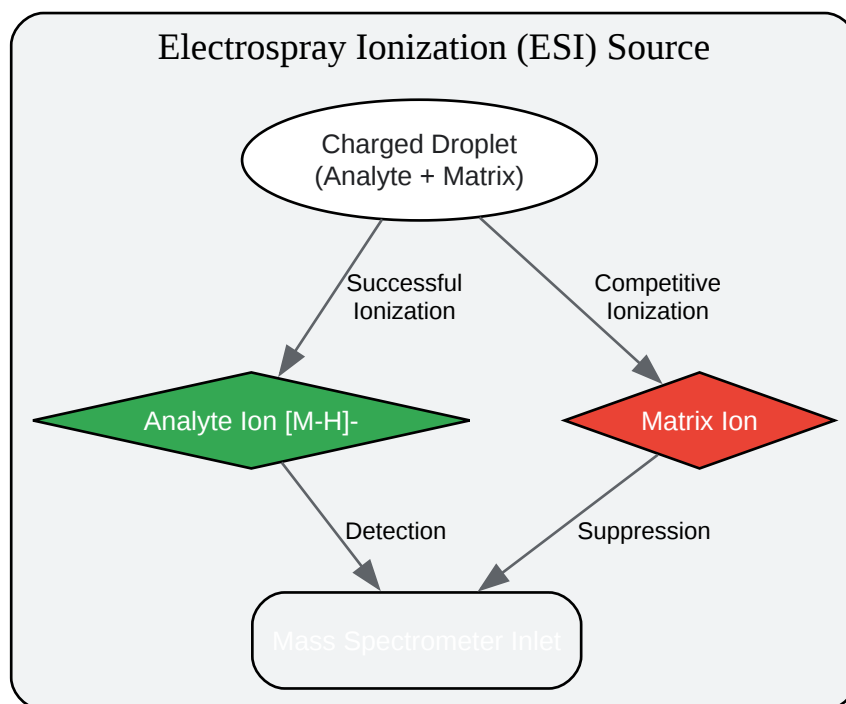 Electrospray Ionization (ESI) Source
Charged Droplet
(Analyte + Matrix)
Successful
Ionization
Competitive
Ionization
Analyte Ion [M-H]-
Matrix Ion
Detection
Suppression
Mass Spectrometer Inlet